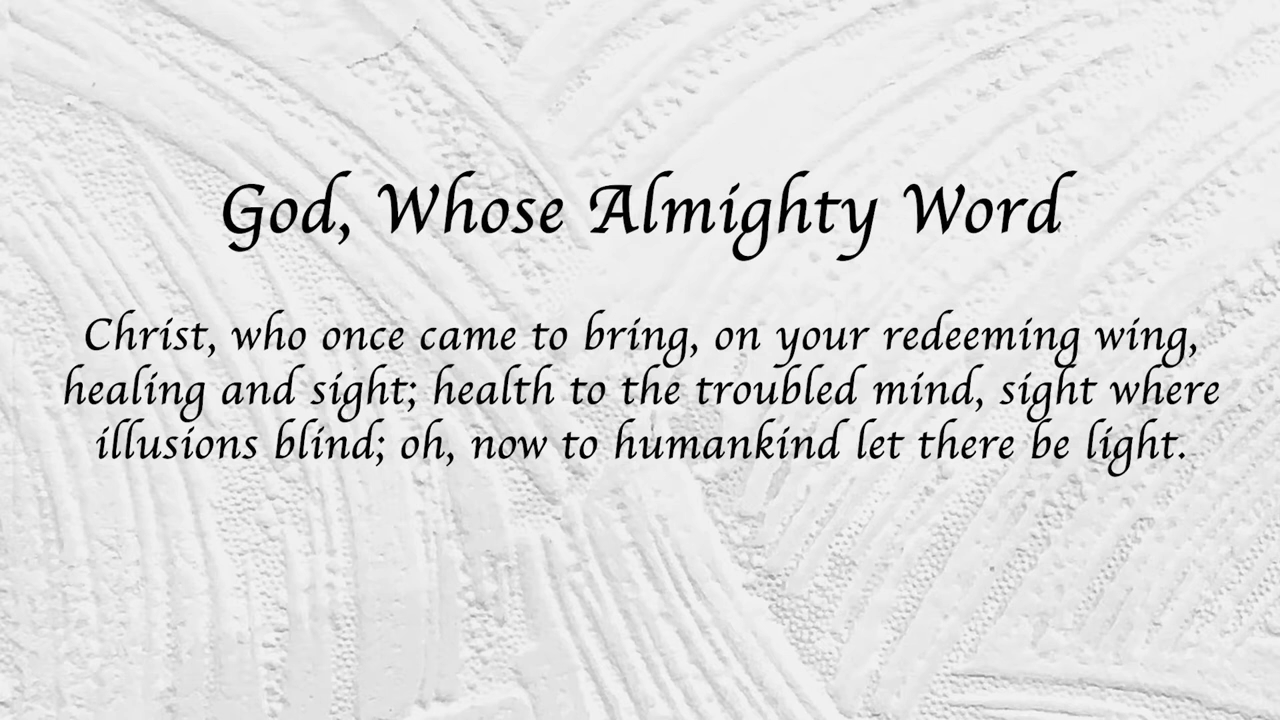 God, Whose Almighty Word
Christ, who once came to bring, on your redeeming wing,
healing and sight; health to the troubled mind, sight where
illusions blind; oh, now to humankind let there be light.